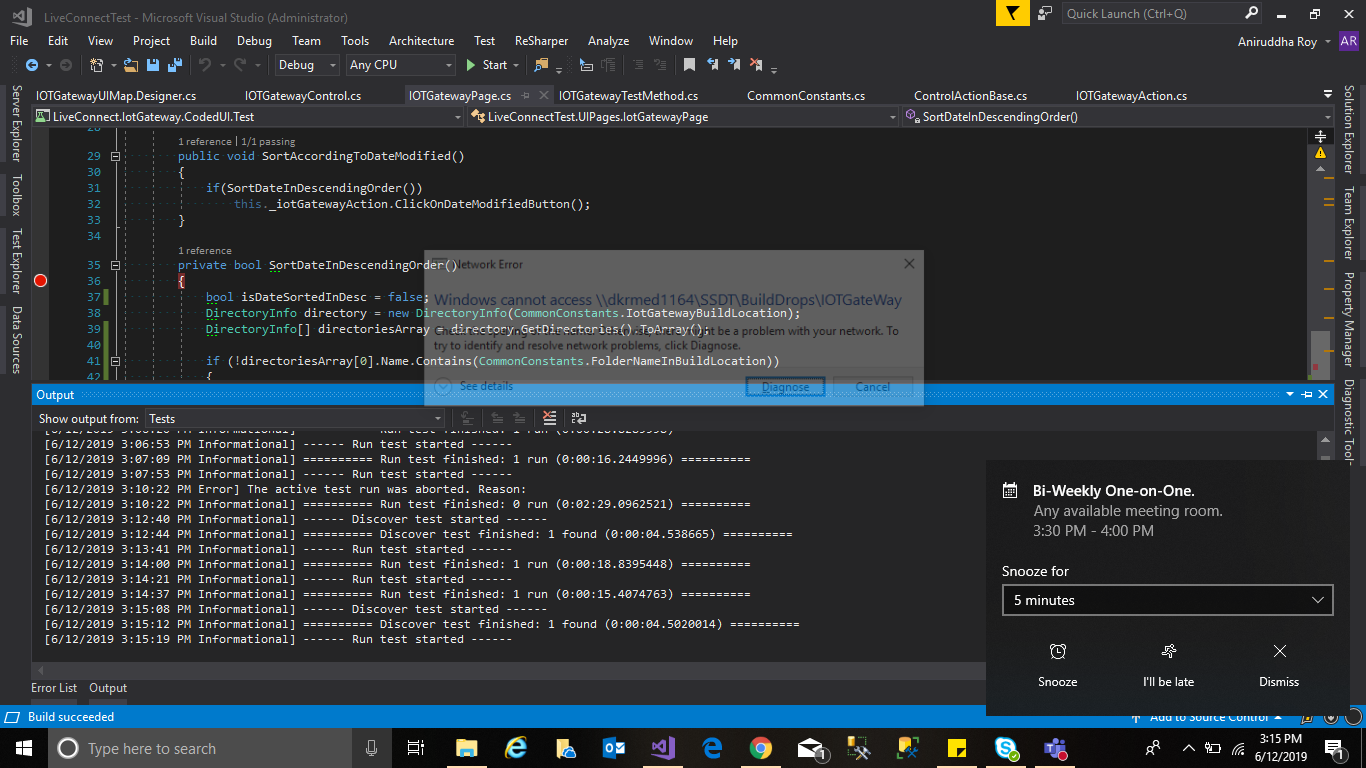 LiveConnectTest - Microsoft Visual Studio (Administrator)
Quick Launch (Ctrl+Q)
File Edit View Project Build Debug Team Tools Architecture Test ReSharper Analyze Window Help
Aniruddha Roy AR
Debug Any CPU Start
IOTGatewayUIMap.Designer.cs IOTGatewayControl.cs IOTGatewayPage.cs IOTGatewayTestMethod.cs CommonConstants.cs ControlActionBase.cs IOTGatewayAction.cs
LiveConnect.IotGateway.CodedUI.Test LiveConnectTest.UIPages.IotGatewayPage SortDateInDescendingOrder()
Server Explorer
Toolbox
Test Explorer
Data Sources
28
1 reference | 1/1 passing
29 public void SortAccordingToDateModified()
30 {
31 if(SortDateInDescendingOrder())
32 this._iotGatewayAction.ClickOnDateModifiedButton();
33 }
34
1 reference
35 private bool SortDateInDescendingOrder()
36 {
37 bool isDateSortedInDesc = false;
38 DirectoryInfo directory = new DirectoryInfo(CommonConstants.IotGatewayBuildLocation);
39 DirectoryInfo[] directoriesArray = directory.GetDirectories().ToArray();
40
41 if (!directoriesArray[0].Name.Contains(CommonConstants.FolderNameInBuildLocation))
42 {
Network Error
Windows cannot access \\dkrmed1164\SSDT\BuildDrops\IOTGateWay
be a problem with your network. To
try to identify and resolve network problems, click Diagnose.
See details
Diagnose Cancel
Solution Explorer
Team Explorer
Property Manager
Diagnostic Tool
Output
Show output from: Tests
[6/12/2019 3:06:53 PM Informational] ------ Run test started ------
[6/12/2019 3:07:09 PM Informational] ========== Run test finished: 1 run (0:00:16.2449996) ==========
[6/12/2019 3:07:53 PM Informational] ------ Run test started ------
[6/12/2019 3:10:22 PM Error] The active test run was aborted. Reason:
[6/12/2019 3:10:22 PM Informational] ========== Run test finished: 0 run (0:02:29.0962521) ==========
[6/12/2019 3:12:40 PM Informational] ------ Discover test started ------
[6/12/2019 3:12:44 PM Informational] ========== Discover test finished: 1 found (0:00:04.538665) ==========
[6/12/2019 3:13:41 PM Informational] ------ Run test started ------
[6/12/2019 3:14:00 PM Informational] ========== Run test finished: 1 run (0:00:18.8395448) ==========
[6/12/2019 3:14:21 PM Informational] ------ Run test started ------
[6/12/2019 3:14:37 PM Informational] ========== Run test finished: 1 run (0:00:15.4074763) ==========
[6/12/2019 3:15:08 PM Informational] ------ Discover test started ------
[6/12/2019 3:15:12 PM Informational] ========== Discover test finished: 1 found (0:00:04.5020014) ==========
[6/12/2019 3:15:19 PM Informational] ------ Run test started ------
Bi-Weekly One-on-One.
Any available meeting room.
3:30 PM - 4:00 PM
Snooze for
5 minutes
Snooze I'll be late Dismiss
Error List Output
Build succeeded
Add to Source Control
Type here to search
1
3:15 PM
6/12/2019
1